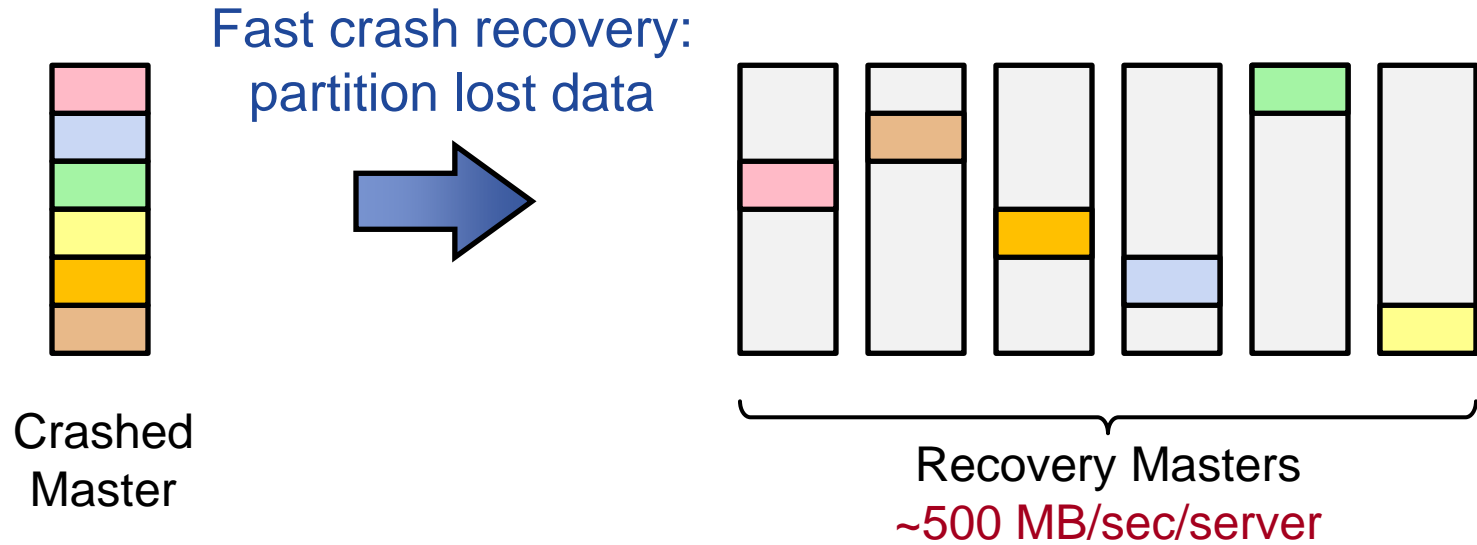 Fast crash recovery:
partition lost data
Crashed
Master
Recovery Masters
~500 MB/sec/server